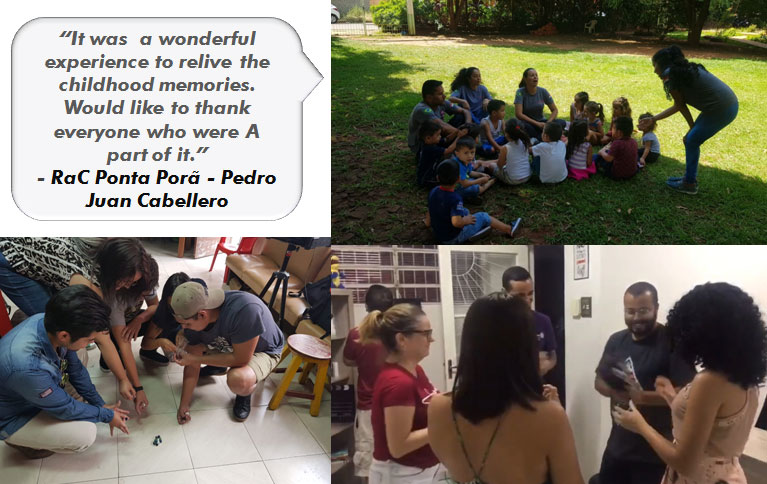 “It was a wonderful
experience to relive the
childhood memories.
Would like to thank
everyone who were A
part of it.”
- RaC Ponta Porã - Pedro
Juan Cabellero